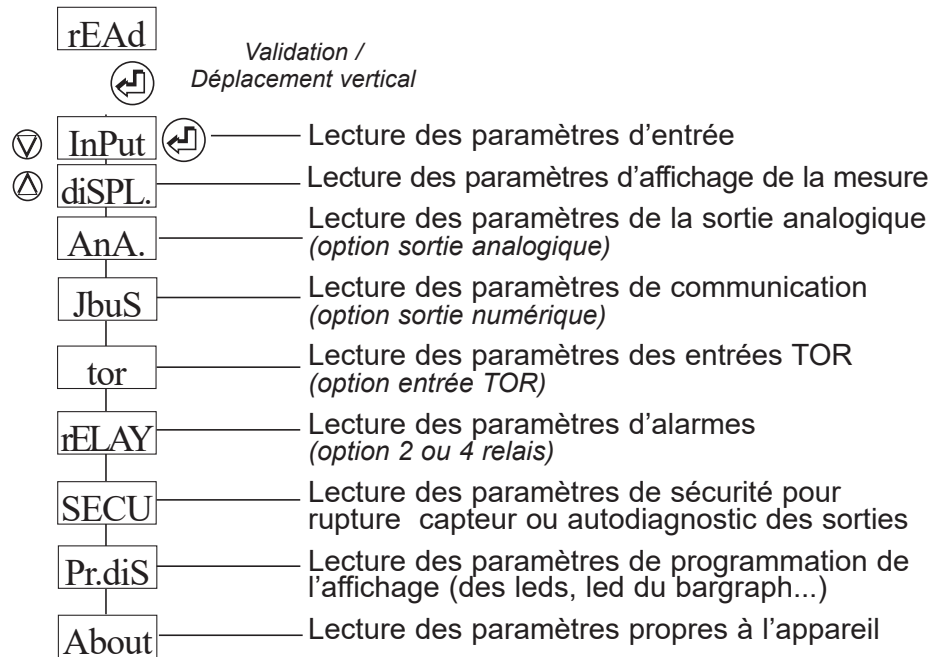 rEAd
Validation /
Déplacement vertical
InPut
Lecture des paramètres d'entrée
diSPL.
Lecture des paramètres d'affichage de la mesure
AnA.
Lecture des paramètres de la sortie analogique
(option sortie analogique)
JbuS
Lecture des paramètres de communication
(option sortie numérique)
tor
Lecture des paramètres des entrées TOR
(option entrée TOR)
rELAY
Lecture des paramètres d'alarmes
(option 2 ou 4 relais)
SECU
Lecture des paramètres de sécurité pour
rupture capteur ou autodiagnostic des sorties
Pr.diS
Lecture des paramètres de programmation de
l'affichage (des leds, led du bargraph...)
About
Lecture des paramètres propres à l'appareil